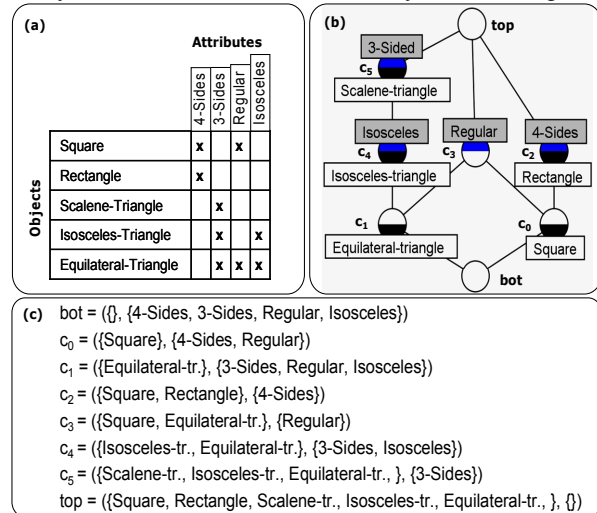 (a)
Attributes
4-Sides
3-Sides
Regular
Isosceles
Objects
Square x x
Rectangle x
Scalene-Triangle x
Isosceles-Triangle x x
Equilateral-Triangle x x x
(b)
top
3-Sided
c5
Scalene-triangle
Isosceles Regular 4-Sides
c4 c3 c2
Isosceles-triangle Rectangle
c1 c0
Equilateral-triangle Square
bot
(c) bot = ({}, {4-Sides, 3-Sides, Regular, Isosceles})
c0 = ({Square}, {4-Sides, Regular})
c1 = ({Equilateral-tr.}, {3-Sides, Regular, Isosceles})
c2 = ({Square, Rectangle}, {4-Sides})
c3 = ({Square, Equilateral-tr.}, {Regular})
c4 = ({Isosceles-tr., Equilateral-tr.}, {3-Sides, Isosceles})
c5 = ({Scalene-tr., Isosceles-tr., Equilateral-tr., }, {3-Sides})
top = ({Square, Rectangle, Scalene-tr., Isosceles-tr., Equilateral-tr., }, {})